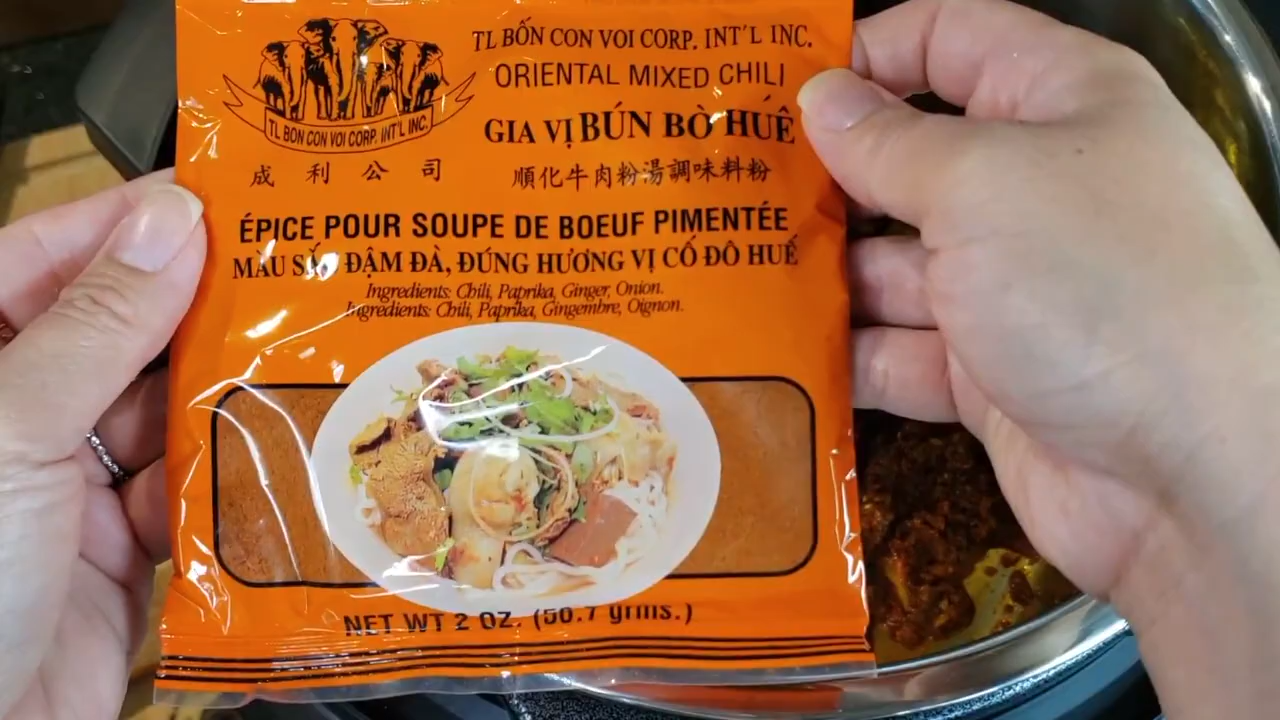 TL BỐN CON VOI CORP. INT'L INC.
ORIENTAL MIXED CHILI
GIA VỊ BÚN BÒ HUẾ
TL BON CON VOI CORP. INT'L INC.
成利公司
順化牛肉粉湯調味料粉
ÉPICE POUR SOUPE DE BOEUF PIMENTÉE
MÀU ĐẬM ĐÀ, ĐÚNG HƯƠNG VỊ CỐ ĐÔ HUẾ
Ingredients: Chili, Paprika, Ginger, Onion.
Ingredients: Chili, Paprika, Gingembre, Oignon.
NET WT 2 OZ. (50.7 grms.)